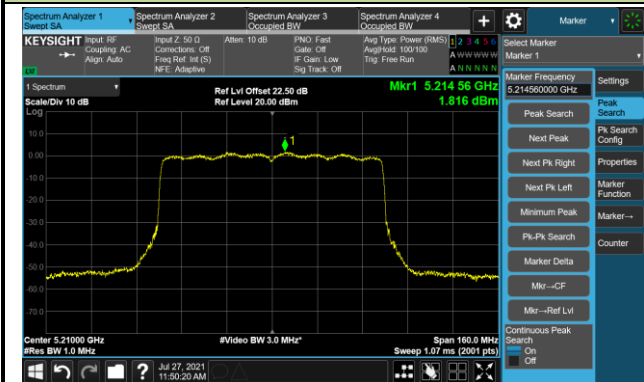 Spectrum Analyzer 1
Swept SA
Spectrum Analyzer 2
Swept SA
Spectrum Analyzer 3
Occupied BW
Spectrum Analyzer 4
Occupied BW
+
Marker
KEYSIGHT
Input: RF
Coupling: AC
Align: Auto
Input Z: 50 Ω
Corrections: Off
Freq Ref: Int (S)
NFE: Adaptive
Atten: 10 dB
PNO: Fast
Gate: Off
IF Gain: Low
Sig Track: Off
Avg Type: Power (RMS)
Avg|Hold: 100/100
Trig: Free Run
1 2 3 4 5 6
A W W W W W
A N N N N N
Select Marker
Marker 1
LXI
1 Spectrum
Scale/Div 10 dB
Log
Ref Lvl Offset 22.50 dB
Ref Level 20.00 dBm
Mkr1 5.214 56 GHz
1.816 dBm
10.0
0.00
-10.0
-20.0
-30.0
-40.0
-50.0
-60.0
-70.0
1
Center 5.21000 GHz
#Res BW 1.0 MHz
#Video BW 3.0 MHz*
Span 160.0 MHz
Sweep 1.07 ms (2001 pts)
Marker Frequency
5.214560000 GHz
Peak Search
Next Peak
Next Pk Right
Next Pk Left
Minimum Peak
Pk-Pk Search
Marker Delta
Mkr→CF
Mkr→Ref Lvl
Continuous Peak
Search
On
Off
Settings
Peak
Search
Pk Search
Config
Properties
Marker
Function
Marker→
Counter
?
Jul 27, 2021
11:50:20 AM